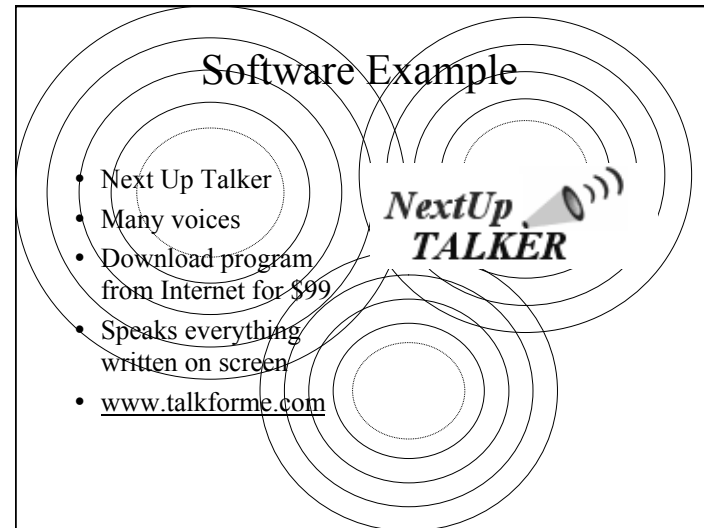 Software Example
• Next Up Talker
• Many voices
• Download program
from Internet for $99
• Speaks everything
written on screen
• www.talkforme.com
NextUp
TALKER